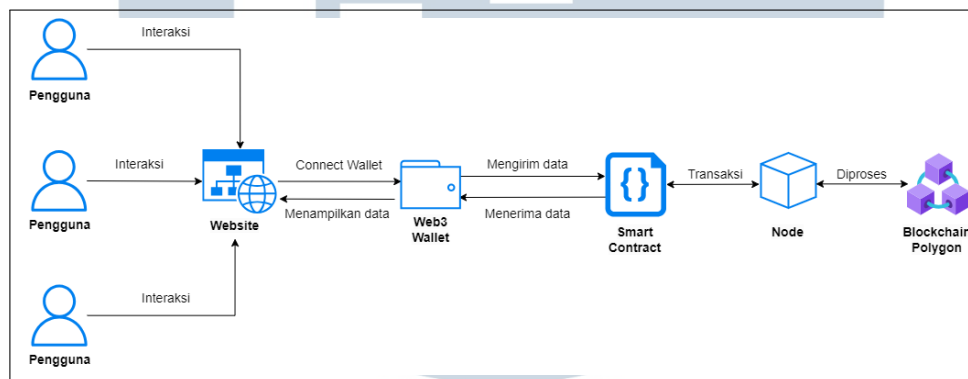 Interaksi
Pengguna
Interaksi
Pengguna
Interaksi
Pengguna
Website
Connect Wallet
Menampilkan data
Web3
Wallet
Mengirim data
Menerima data
Smart
Contract
Transaksi
Node
Diproses
Blockchain
Polygon